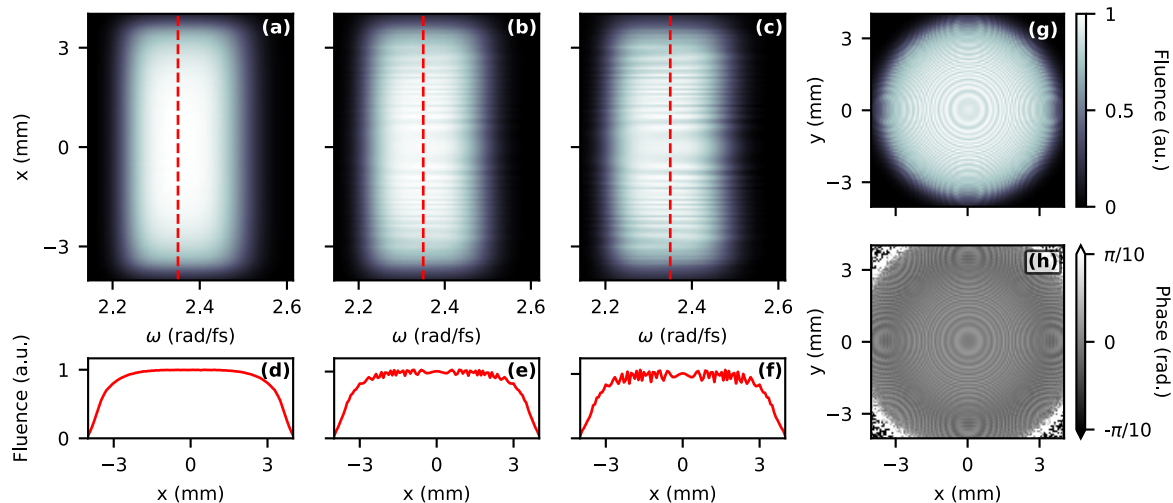 (a)
(b)
(c)
x (mm)
3
0
−3
2.2
2.4
2.6
2.2
2.4
2.6
2.2
2.4
2.6
ω (rad/fs)
ω (rad/fs)
ω (rad/fs)
(d)
(e)
(f)
Fluence (a.u.)
1
0
−3
0
3
−3
0
3
−3
0
3
x (mm)
x (mm)
x (mm)
(g)
y (mm)
3
0
−3
1
0.5
0
Fluence (au.)
(h)
y (mm)
3
0
−3
−3
0
3
x (mm)
π/10
0
-π/10
Phase (rad.)